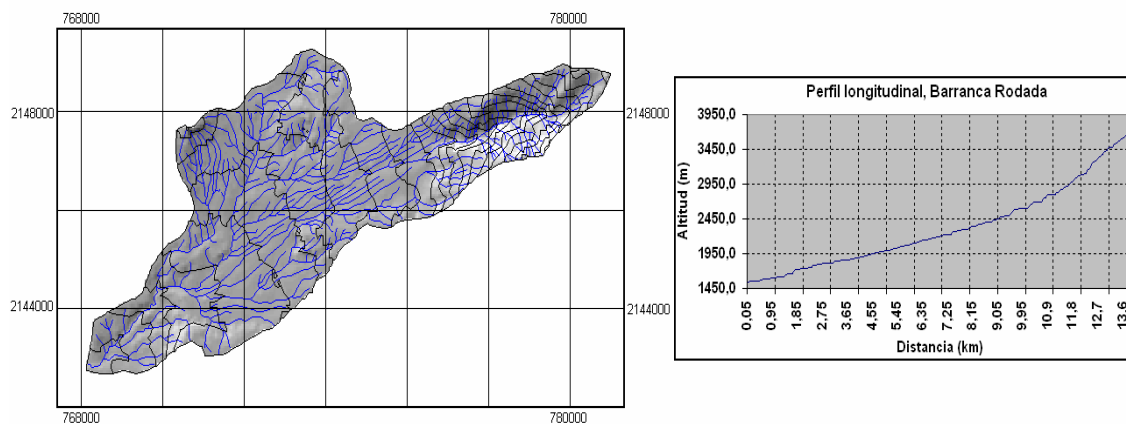 768000 780000
2148000 2148000
2144000 2144000
768000 780000
Perfil longitudinal, Barranca Rodada
Altitud (m)
3950,0
3450,0
2950,0
2450,0
1950,0
1450,0
0,05 0,95 1,85 2,75 3,65 4,55 5,45 6,35 7,25 8,15 9,05 9,95 10,9 11,8 12,7 13,6
Distancia (km)